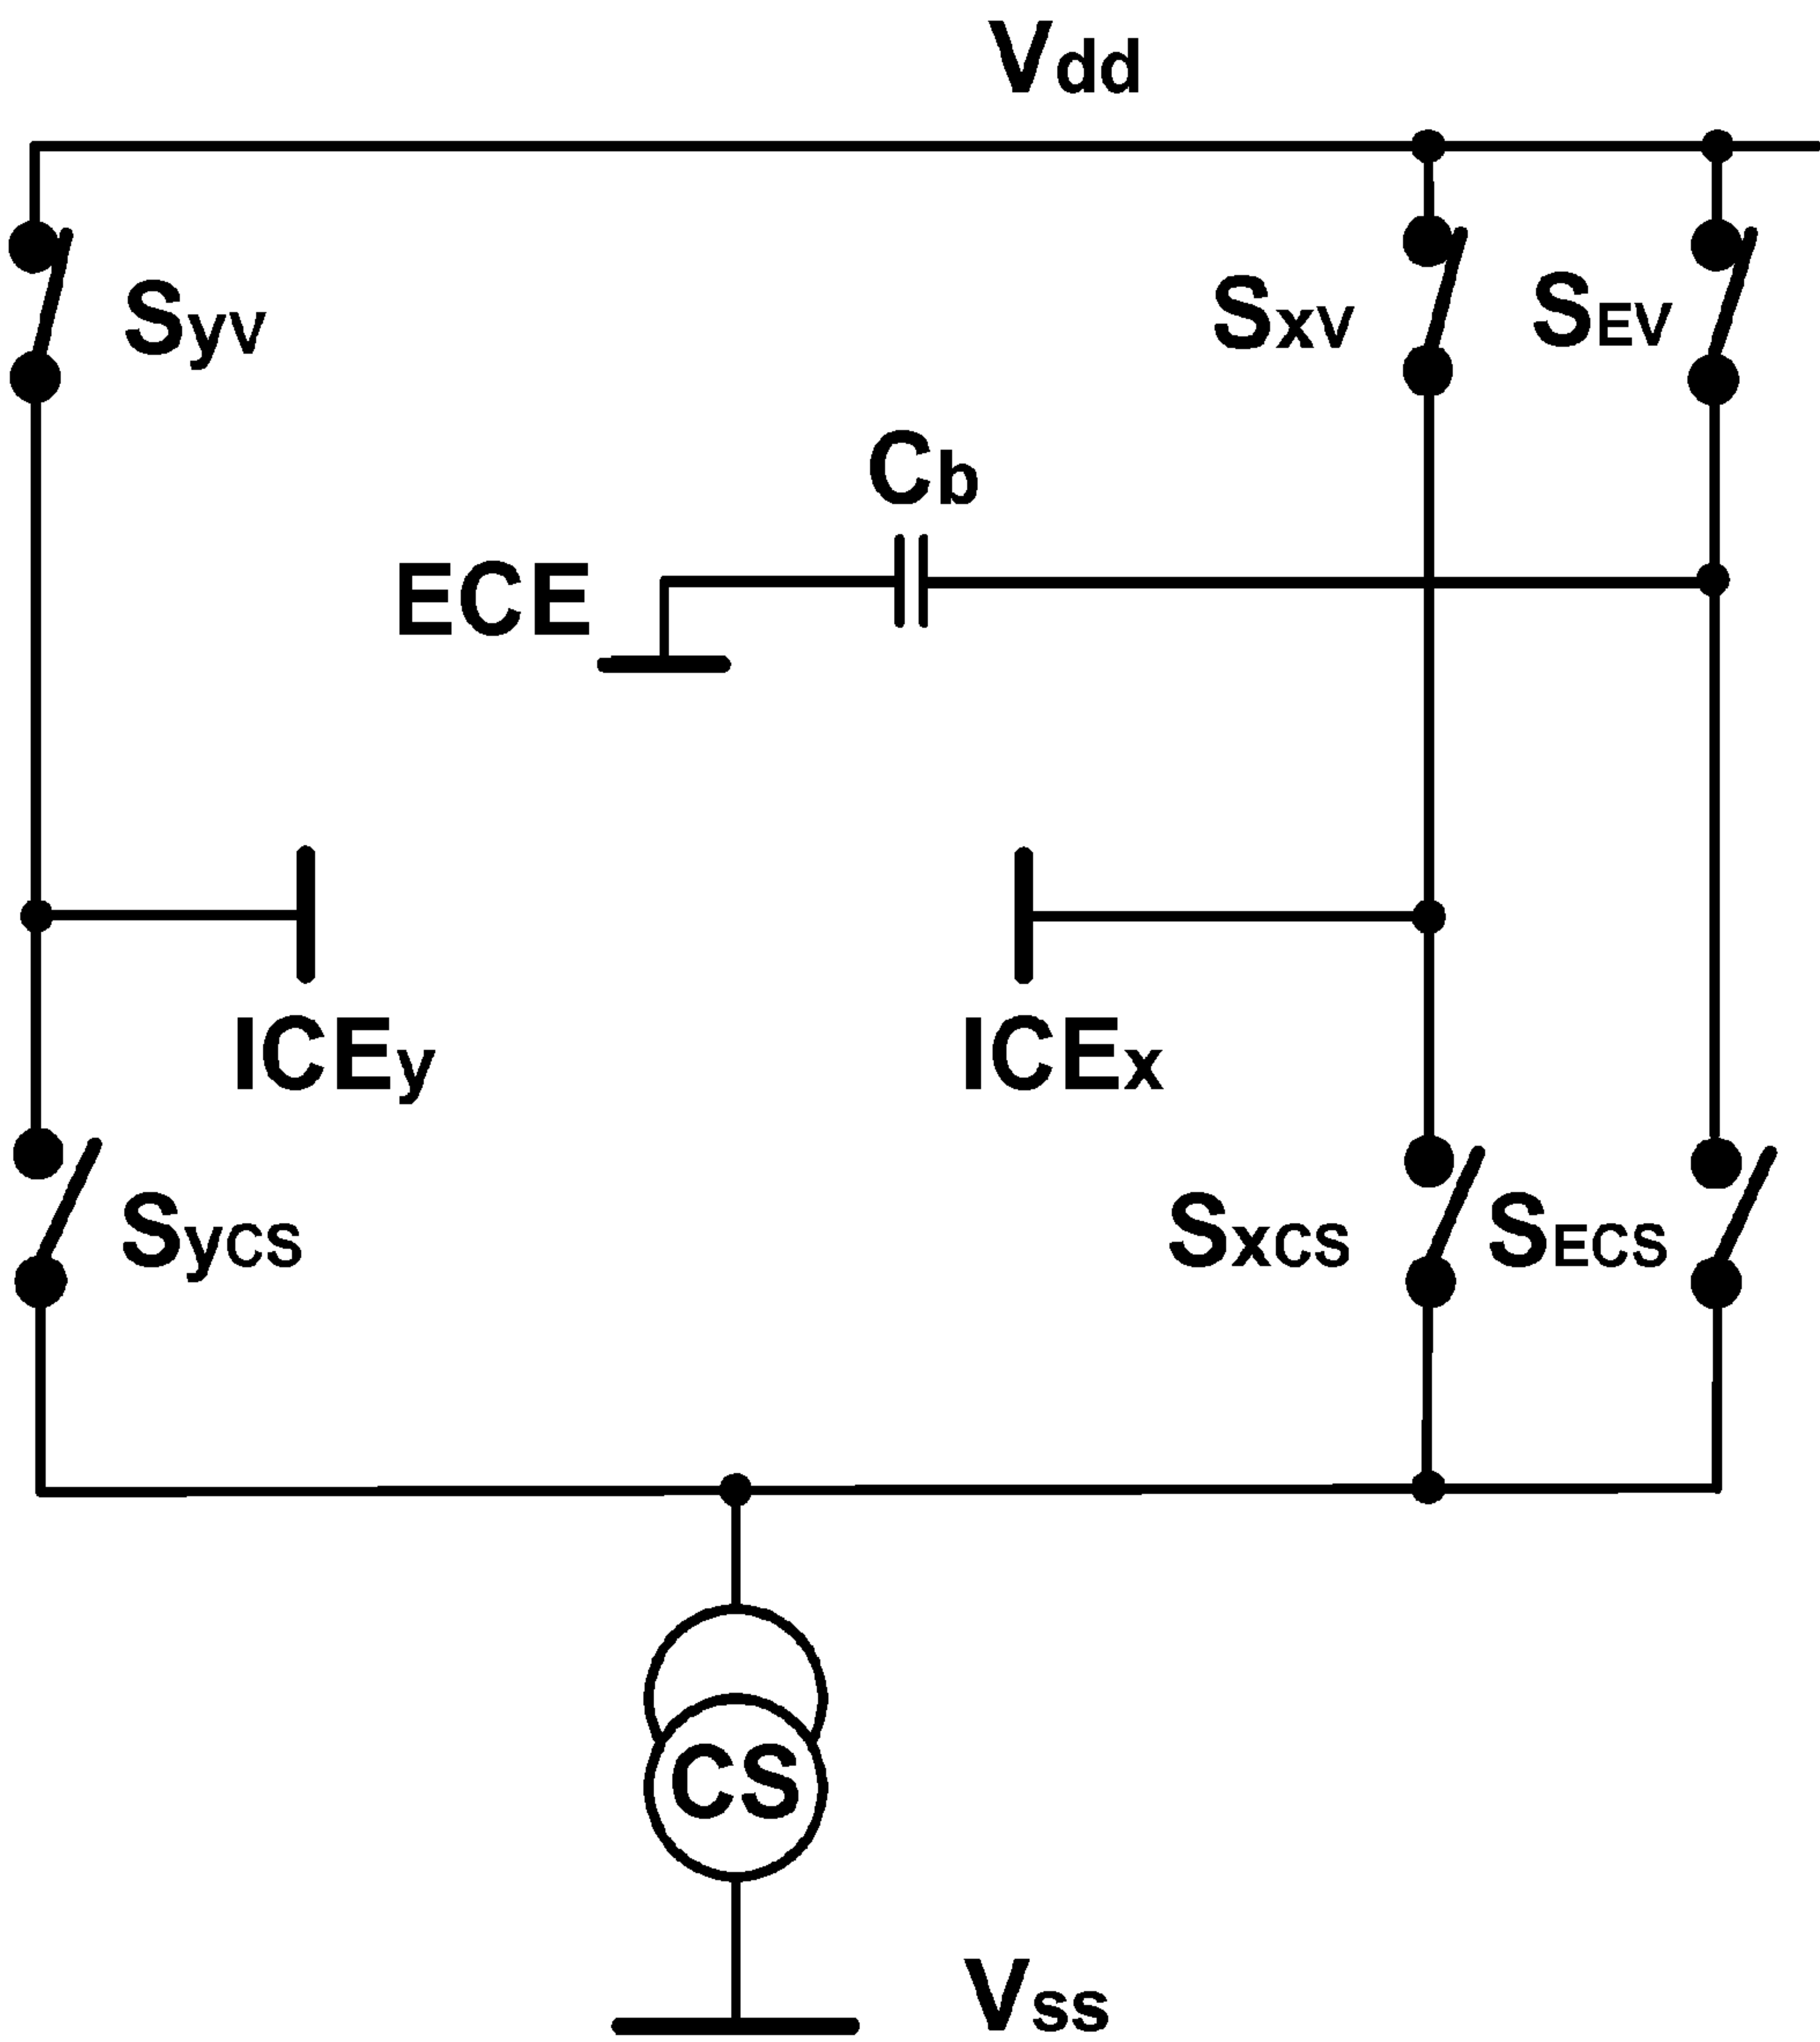 Vdd
SyV
SxV
SEV
Cb
ECE
ICEy
ICEx
SyCS
SxCS
SECS
CS
Vss